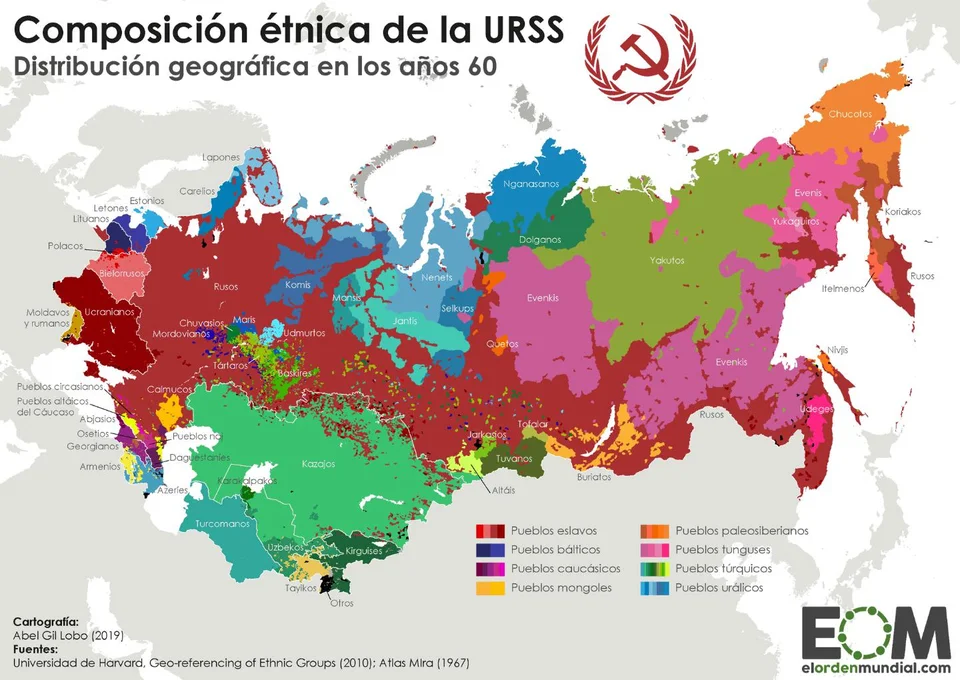 Composición étnica de la URSS
Distribución geográfica en los años 60
Chucotos
Lapones
Nganasanos
Carelios
Evenis
Estonios
Letones
Lituanos
Yukaguiros
Koriakos
Polacos
Dolganos
Yakutos
Bielorrusos
Rusos
Komis
Nenets
Rusos
Mansis
Evenkis
Itelmenos
Selkups
Moldavos
y rumanos
Ucranianos
Jantis
Chuvasios
Maris
Mordovianos
Udmurtos
Quetos
Nivjis
Tártaros
Evenkis
Baskires
Pueblos circasianos
Calmucos
Pueblos altáicos
del Cáucaso
Udeges
Abjasios
Rusos
Tofalar
Osetios
Pueblos na
Jarkasios
Georgianos
Daguestaníes
Kazajos
Tuvanos
Armenios
Buriatos
Karakalpakos
Azeríes
Altáis
Turcomanos
Uzbekos
Kirguises
Tayikos
Otros
Pueblos eslavos
Pueblos bálticos
Pueblos caucásicos
Pueblos mongoles
Pueblos paleosiberianos
Pueblos tunguses
Pueblos túrquicos
Pueblos urálicos
Cartografía:
Abel Gil Lobo (2019)
Fuentes:
Universidad de Harvard, Geo-referencing of Ethnic Groups (2010); Atlas MIra (1967)
EOM
elordenmundial.com